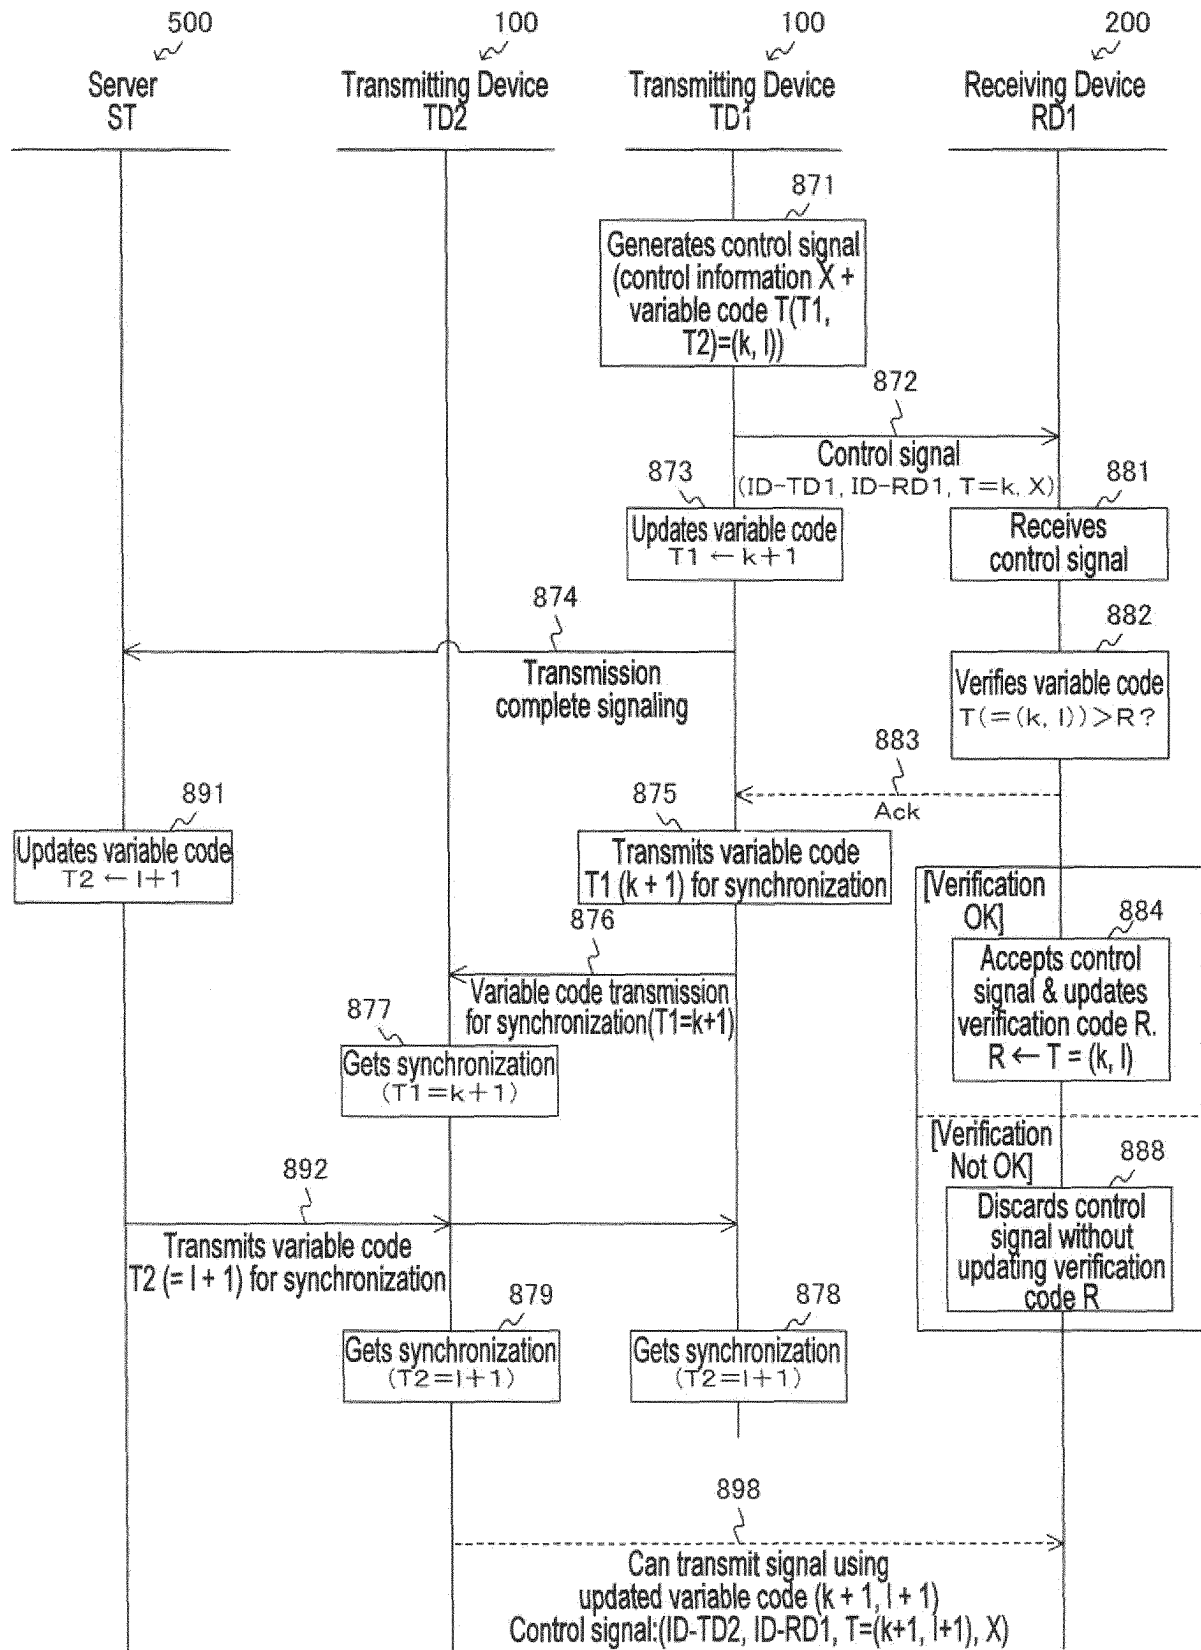 500
100
100
200
Server
ST
Transmitting Device
TD2
Transmitting Device
TD1
Receiving Device
RD1
871
Generates control signal
(control information X +
variable code T(T1,
T2)=(k, l))
872
Control signal
(ID-TD1, ID-RD1, T=k, X)
873
Updates variable code
T1 ← k+1
881
Receives
control signal
874
Transmission
complete signaling
882
Verifies variable code
T(=(k, l))>R?
883
Ack
891
Updates variable code
T2 ← l+1
875
Transmits variable code
T1 (k + 1) for synchronization
[Verification
OK]
884
Accepts control
signal & updates
verification code R.
R ← T = (k, l)
876
Variable code transmission
for synchronization(T1=k+1)
877
Gets synchronization
(T1=k+1)
[Verification
Not OK]
888
Discards control
signal without
updating verification
code R
892
Transmits variable code
T2 (= l + 1) for synchronization
879
Gets synchronization
(T2=l+1)
878
Gets synchronization
(T2=l+1)
898
Can transmit signal using
updated variable code (k + 1, l + 1)
Control signal:(ID-TD2, ID-RD1, T=(k+1, l+1), X)